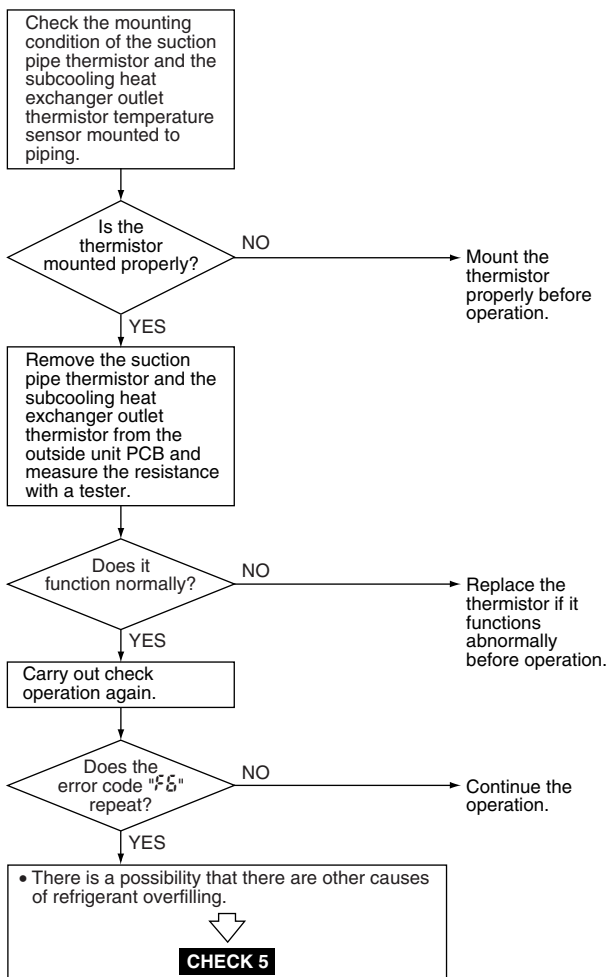 Check the mounting
condition of the suction
pipe thermistor and the
subcooling heat
exchanger outlet
thermistor temperature
sensor mounted to
piping.
Is the
thermistor
mounted properly?
NO
Mount the
thermistor
properly before
operation.
YES
Remove the suction
pipe thermistor and the
subcooling heat
exchanger outlet
thermistor from the
outside unit PCB and
measure the resistance
with a tester.
Does it
function normally?
NO
Replace the
thermistor if it
functions
abnormally
before operation.
YES
Carry out check
operation again.
Does the
error code "F6"
repeat?
NO
Continue the
operation.
YES
• There is a possibility that there are other causes
of refrigerant overfilling.
CHECK 5